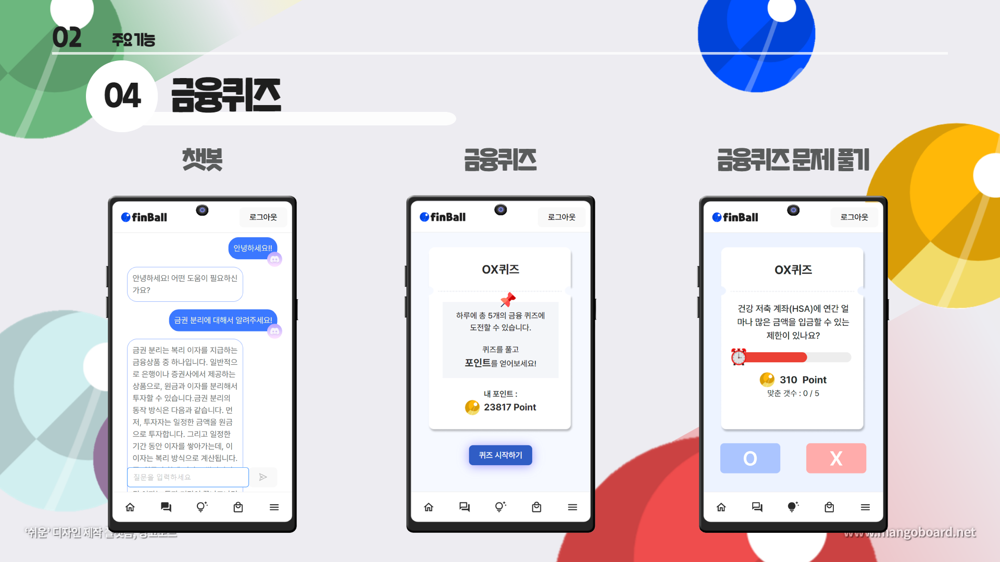 02 주요 기능
04 금융퀴즈
챗봇
finBall 로그아웃
안녕하세요!!
안녕하세요! 어떤 도움이 필요하신
가요?
금권 분리에 대해서 알려주세요!
금권 분리는 복리 이자를 지급하는
금융상품 중 하나입니다. 일반적으
로 은행이나 증권사에서 제공하는
상품으로, 원금과 이자를 분리해서
투자할 수 있습니다.금권 분리의
동작 방식은 다음과 같습니다. 먼
저, 투자자는 일정한 금액을 원금
으로 투자합니다. 그리고 일정한
기간 동안 이자를 쌓아가는데, 이
이자는 복리 방식으로 계산됩니다.
질문을 입력하세요
금융퀴즈
finBall 로그아웃
OX퀴즈
하루에 총 5개의 금융 퀴즈에
도전할 수 있습니다.
퀴즈를 풀고
포인트를 얻어보세요!
내 포인트 :
23817 Point
퀴즈 시작하기
금융퀴즈 문제 풀기
finBall 로그아웃
OX퀴즈
건강 저축 계좌(HSA)에 연간 얼
마나 많은 금액을 입금할 수 있는
제한이 있나요?
310 Point
맞춘 갯수 : 0 / 5
O X
‘쉬운’ 디자인 제작
www.mangoboard.net